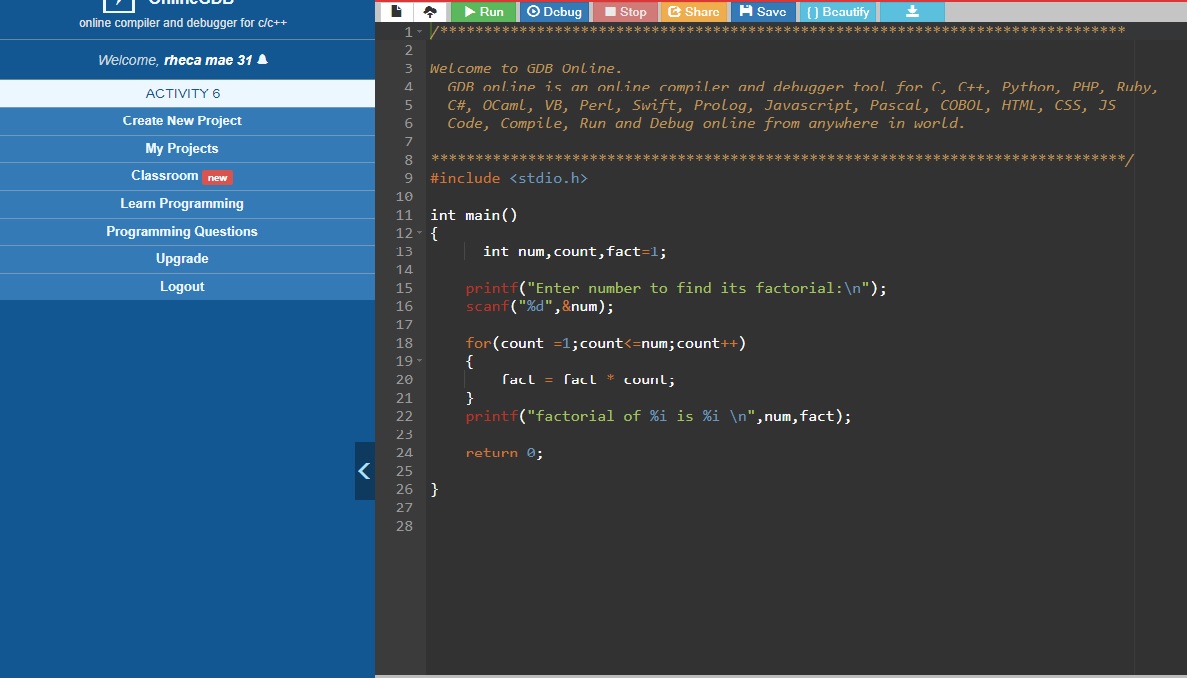 OnlineGDB
online compiler and debugger for c/c++
Welcome, rheca mae 31
ACTIVITY 6
Create New Project
My Projects
Classroom new
Learn Programming
Programming Questions
Upgrade
Logout
Run Debug Stop Share Save { } Beautify
1 /******************************************************************************
2
3 Welcome to GDB Online.
4 GDB online is an online compiler and debugger tool for C, C++, Python, PHP, Ruby,
5 C#, OCaml, VB, Perl, Swift, Prolog, Javascript, Pascal, COBOL, HTML, CSS, JS
6 Code, Compile, Run and Debug online from anywhere in world.
7
8 *******************************************************************************/
9 #include <stdio.h>
10
11 int main()
12 {
13 int num,count,fact=1;
14
15 printf("Enter number to find its factorial:\n");
16 scanf("%d",&num);
17
18 for(count =1;count<=num;count++)
19 {
20 fact = fact * count;
21 }
22 printf("factorial of %i is %i \n",num,fact);
23
24 return 0;
25
26 }
27
28